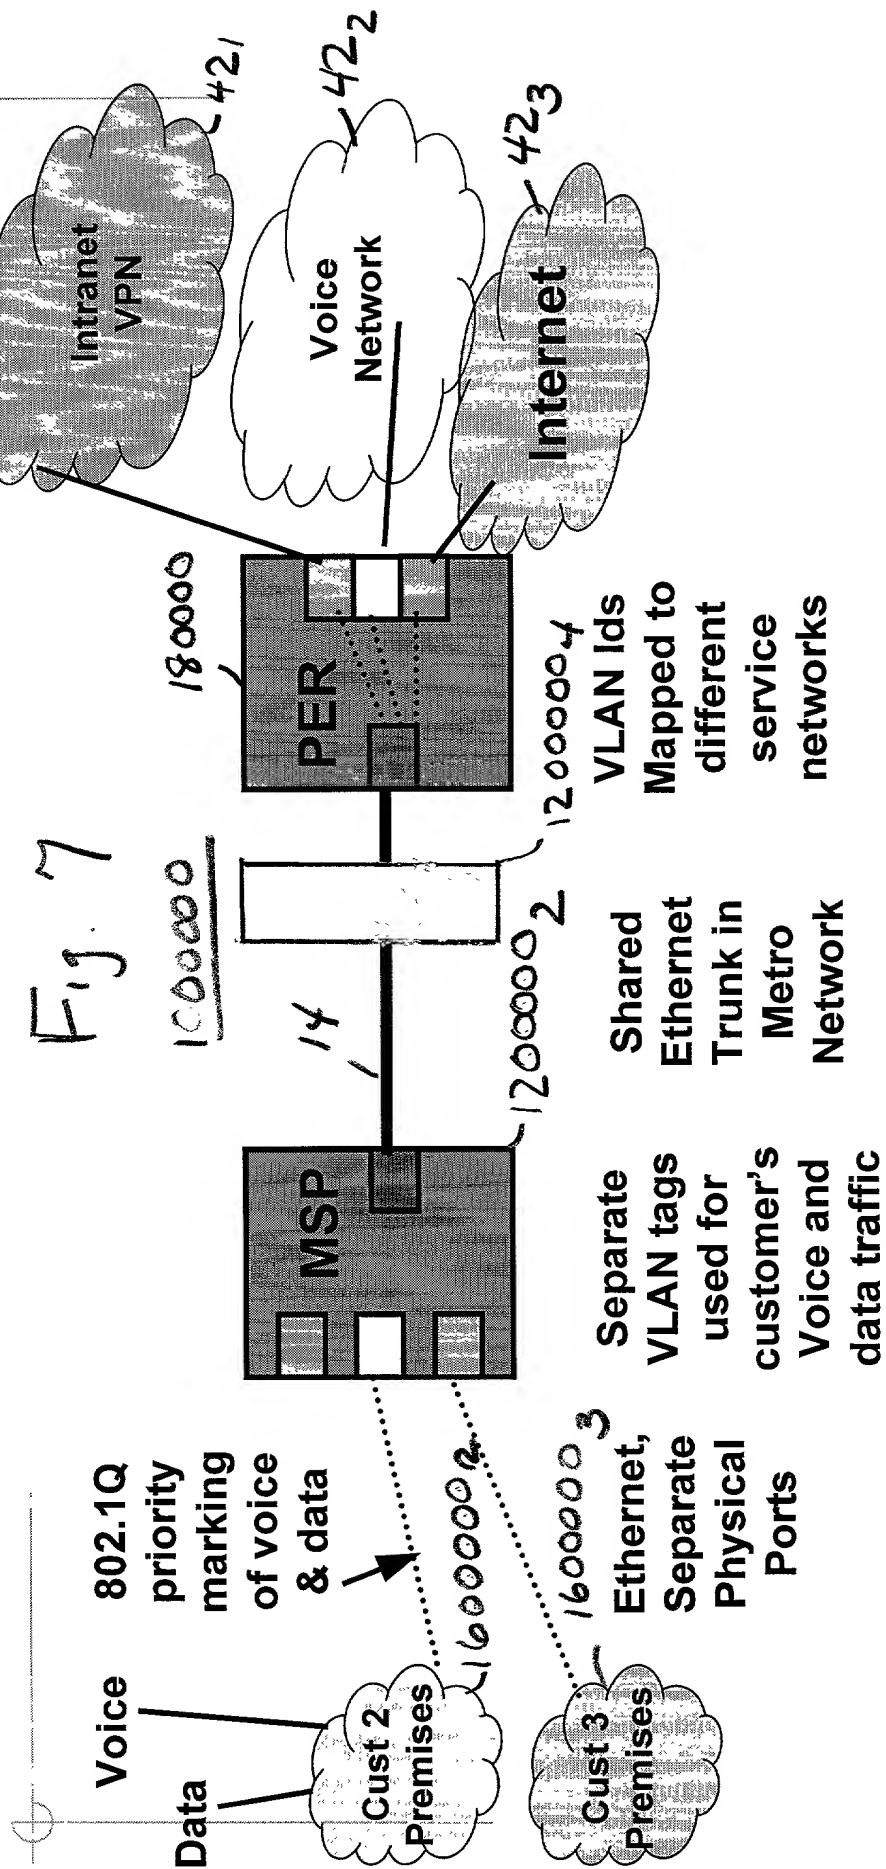 Fig. 7
100000
Voice
Data
802.1Q
priority
marking
of voice
& data
Cust 2
Premises
1600000₂
Cust 3
Premises
1600000₃
Ethernet,
Separate
Physical
Ports
MSP
1200000₂
Separate
VLAN tags
used for
customer's
Voice and
data traffic
14
Shared
Ethernet
Trunk in
Metro
Network
1200000₄
PER
180000
VLAN Ids
Mapped to
different
service
networks
Intranet
VPN
42₁
Voice
Network
42₂
Internet
42₃